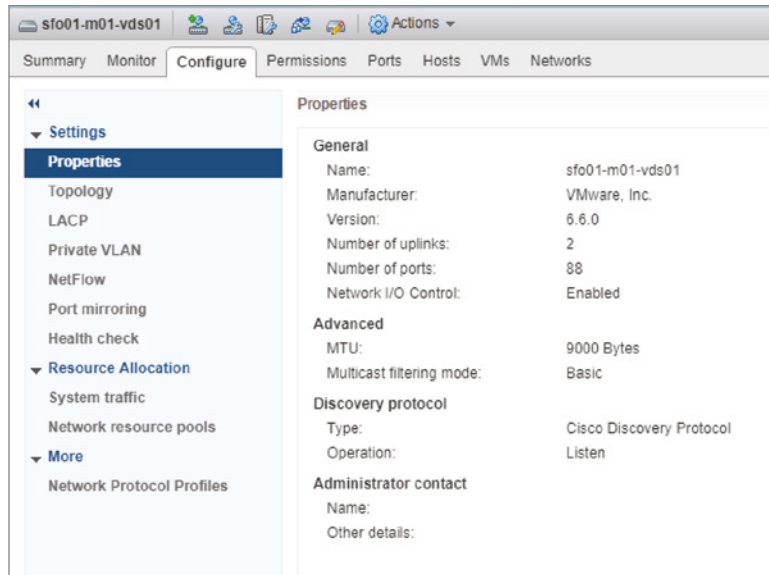 sfo01-m01-vds01 Actions
Summary Monitor Configure Permissions Ports Hosts VMs Networks
Settings
Properties
Topology
LACP
Private VLAN
NetFlow
Port mirroring
Health check
Resource Allocation
System traffic
Network resource pools
More
Network Protocol Profiles
Properties
General
Name: sfo01-m01-vds01
Manufacturer: VMware, Inc.
Version: 6.6.0
Number of uplinks: 2
Number of ports: 88
Network I/O Control: Enabled
Advanced
MTU: 9000 Bytes
Multicast filtering mode: Basic
Discovery protocol
Type: Cisco Discovery Protocol
Operation: Listen
Administrator contact
Name:
Other details: